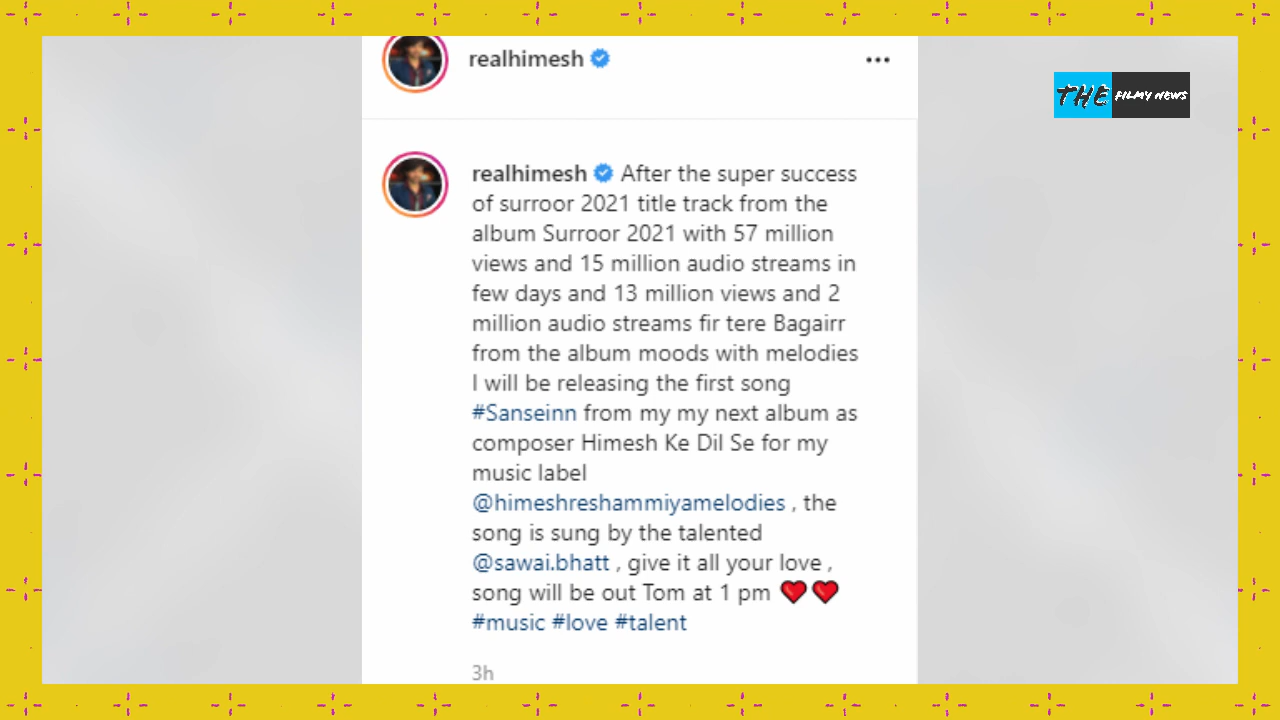 realhimesh
THE FILMY NEWS
realhimesh After the super success
of surroor 2021 title track from the
album Surroor 2021 with 57 million
views and 15 million audio streams in
few days and 13 million views and 2
million audio streams fir tere Bagairr
from the album moods with melodies
I will be releasing the first song
#Sanseinn from my my next album as
composer Himesh Ke Dil Se for my
music label
@himeshreshammiyamelodies , the
song is sung by the talented
@sawai.bhatt , give it all your love ,
song will be out Tom at 1 pm ❤️❤️
#music #love #talent
3h